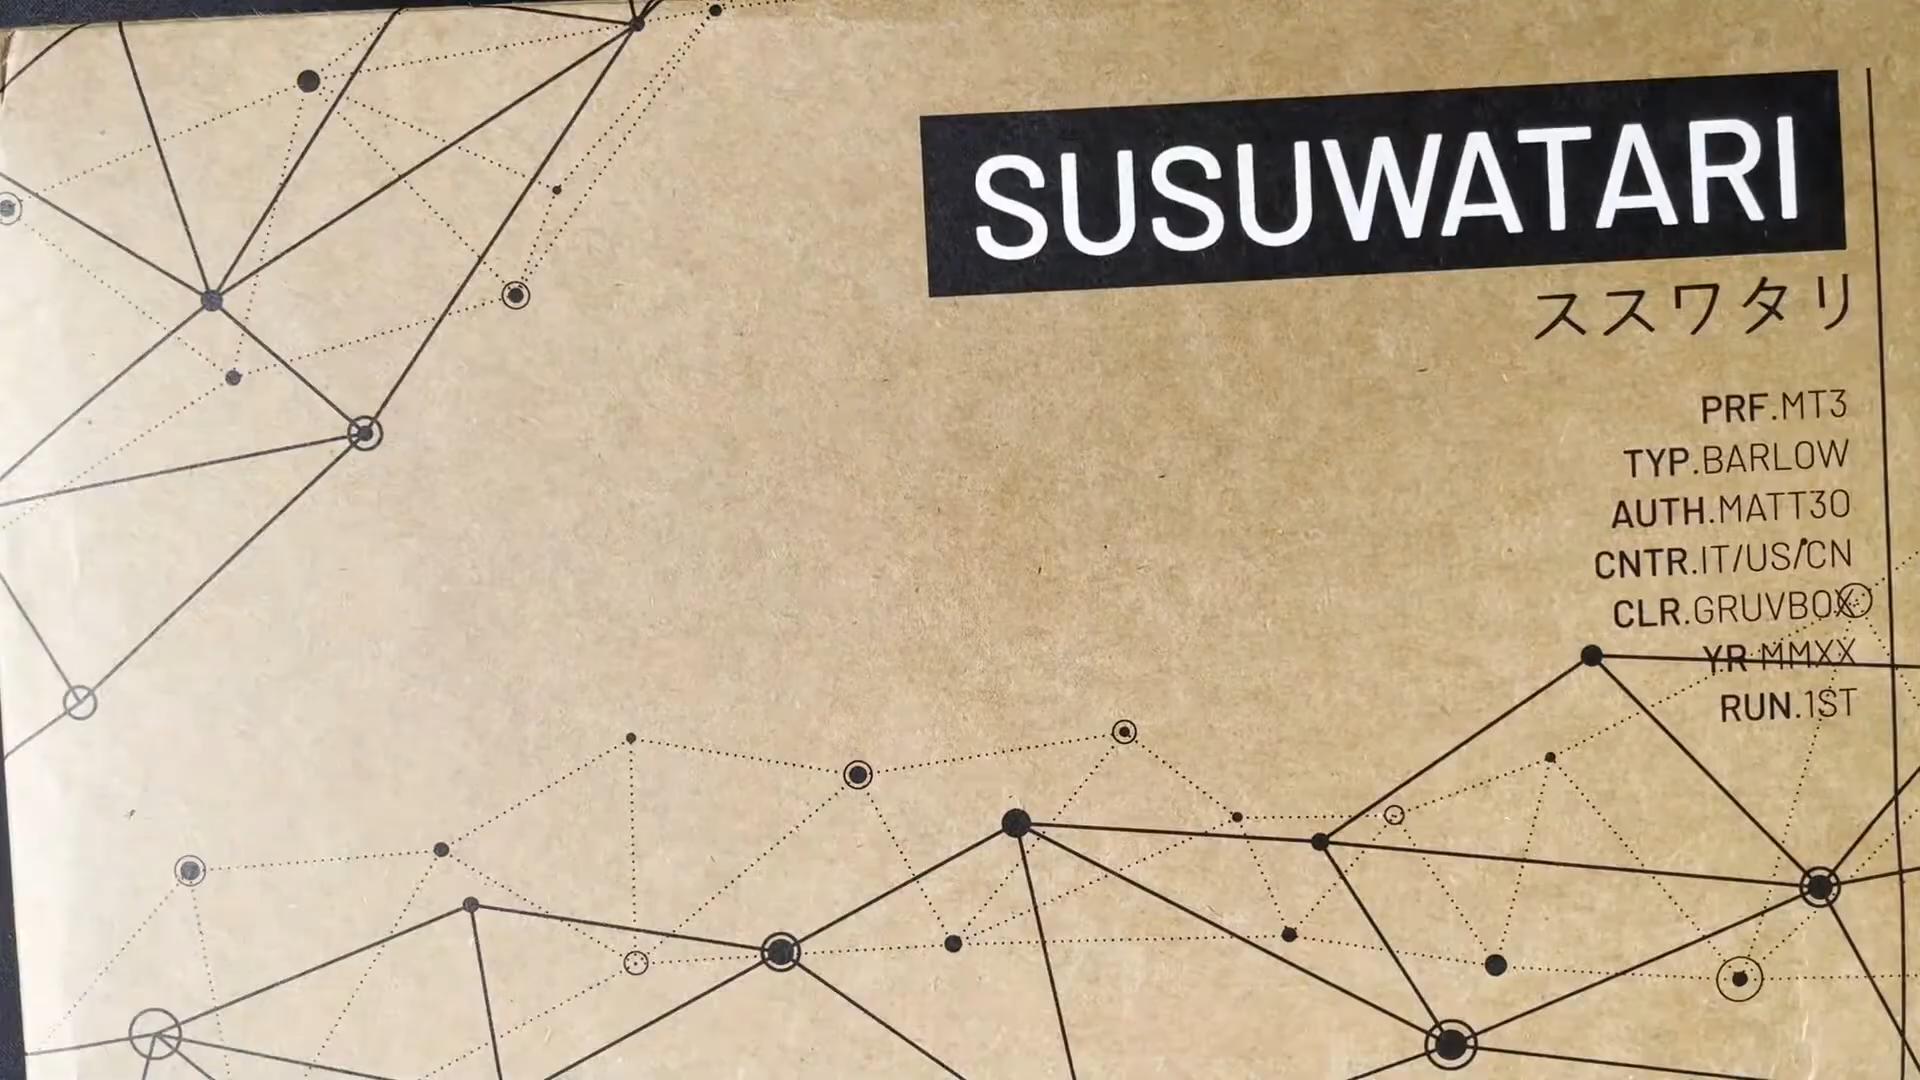 SUSUWATARI
ススワタリ
PRF.MT3
TYP.BARLOW
AUTH.MATT30
CNTR.IT/US/CN
CLR.GRUVBOX
YR.MMXX
RUN.1ST